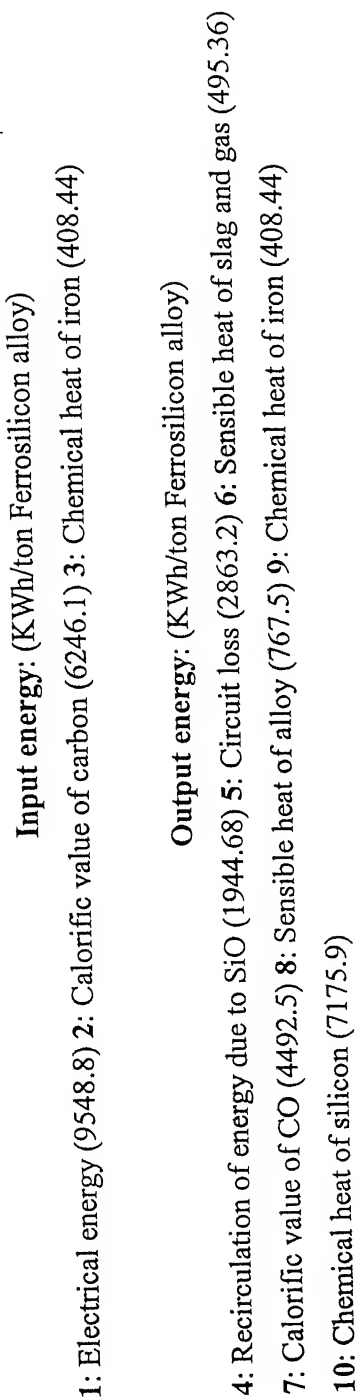 Input energy: (KWh/ton Ferrosilicon alloy)
1: Electrical energy (9548.8) 2: Calorific value of carbon (6246.1) 3: Chemical heat of iron (408.44)
Output energy: (KWh/ton Ferrosilicon alloy)
4: Recirculation of energy due to SiO (1944.68) 5: Circuit loss (2863.2) 6: Sensible heat of slag and gas (495.36)
7: Calorific value of CO (4492.5) 8: Sensible heat of alloy (767.5) 9: Chemical heat of iron (408.44)
10: Chemical heat of silicon (7175.9)